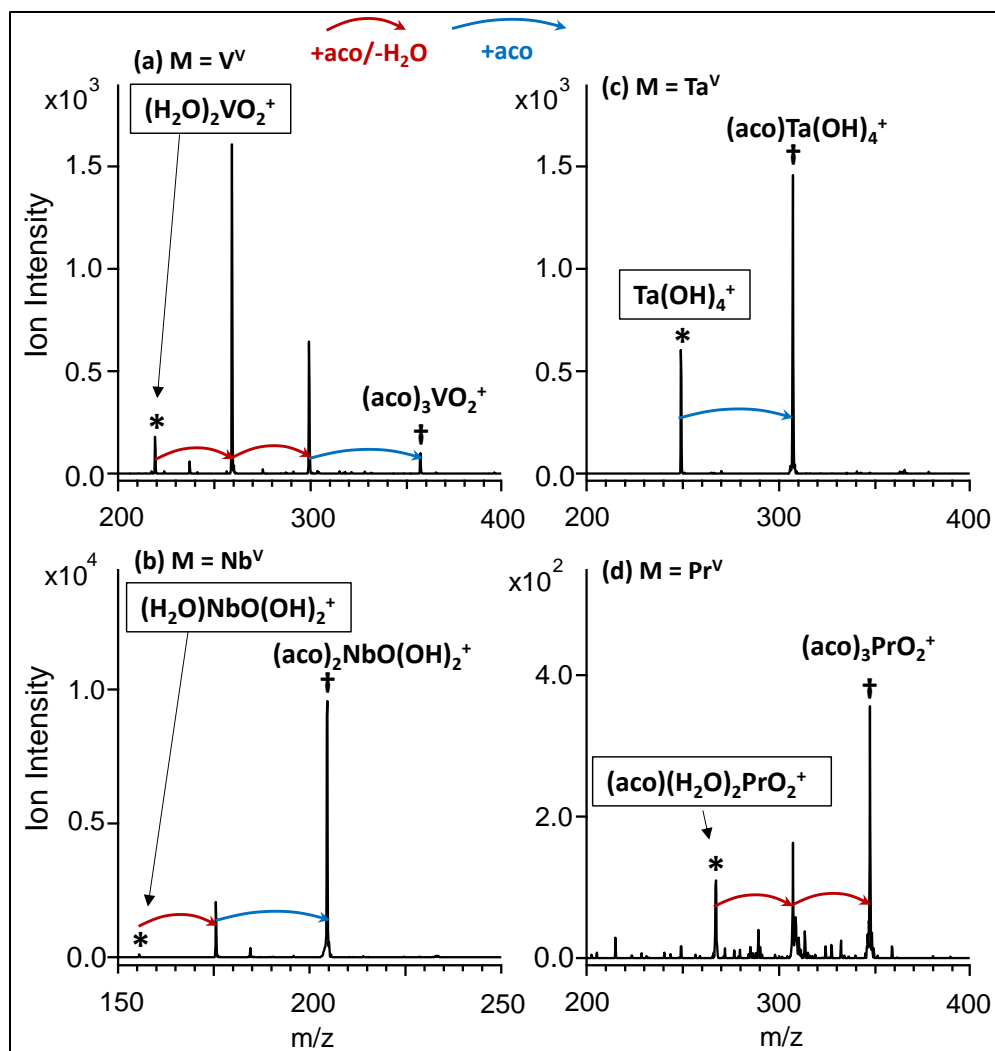 +aco/-H₂O +aco
(a) M = Vⱽ
x10³
(H₂O)₂VO₂⁺
1.5
1.0
0.5
0.0
Ion Intensity
*
(aco)₃VO₂⁺
†
200 300 400
(c) M = Taⱽ
x10³
(aco)Ta(OH)₄⁺
†
1.5
1.0
0.5
0.0
Ta(OH)₄⁺
*
200 300 400
(b) M = Nbⱽ
x10⁴
(H₂O)NbO(OH)₂⁺
(aco)₂NbO(OH)₂⁺
†
1.0
0.5
0.0
Ion Intensity
*
150 200 250
m/z
(d) M = Prⱽ
x10²
(aco)₃PrO₂⁺
†
4.0
2.0
0.0
(aco)(H₂O)₂PrO₂⁺
*
200 300 400
m/z